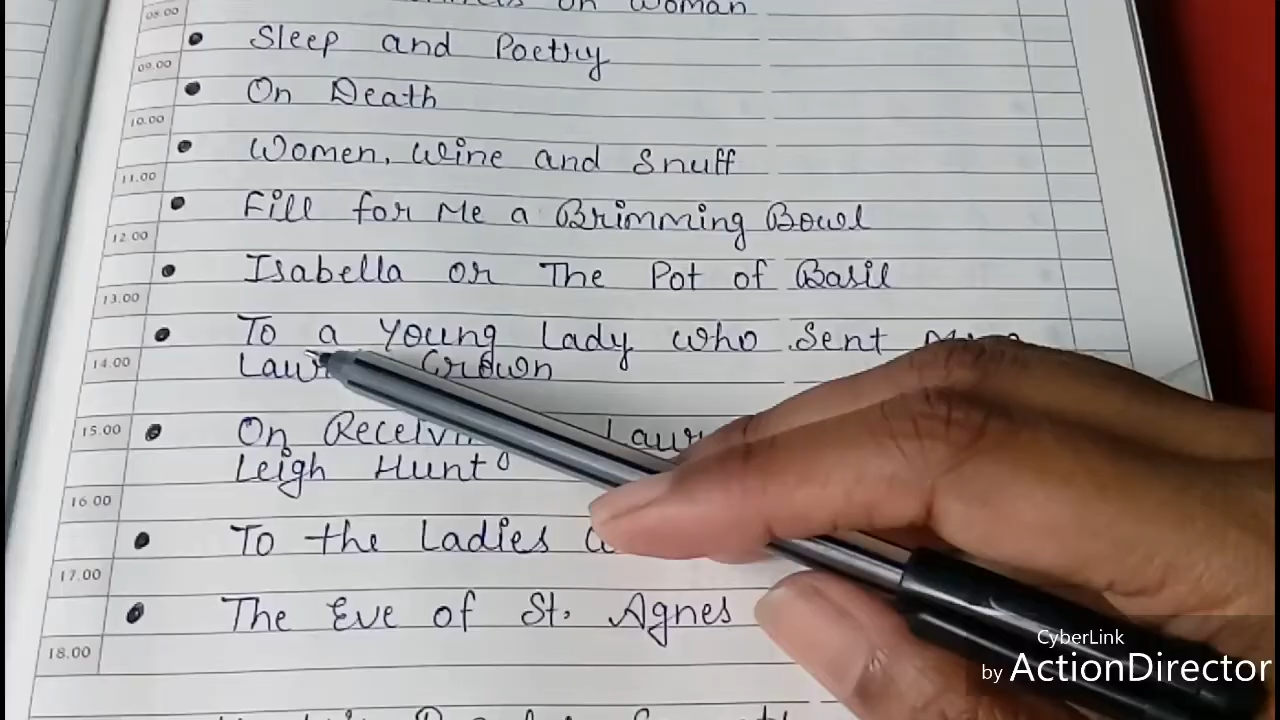 on Woman
08.00
• Sleep and Poetry
09.00
• On Death
10.00
• Women, Wine and Snuff
11.00
• Fill for Me a Brimming Bowl
12.00
• Isabella or The Pot of Basil
13.00
• To a Young Lady who Sent
14.00
Crown
15.00
• On
Leigh Hunt
16.00
• To the Ladies
17.00
• The Eve of St. Agnes
18.00
CyberLink
by ActionDirector